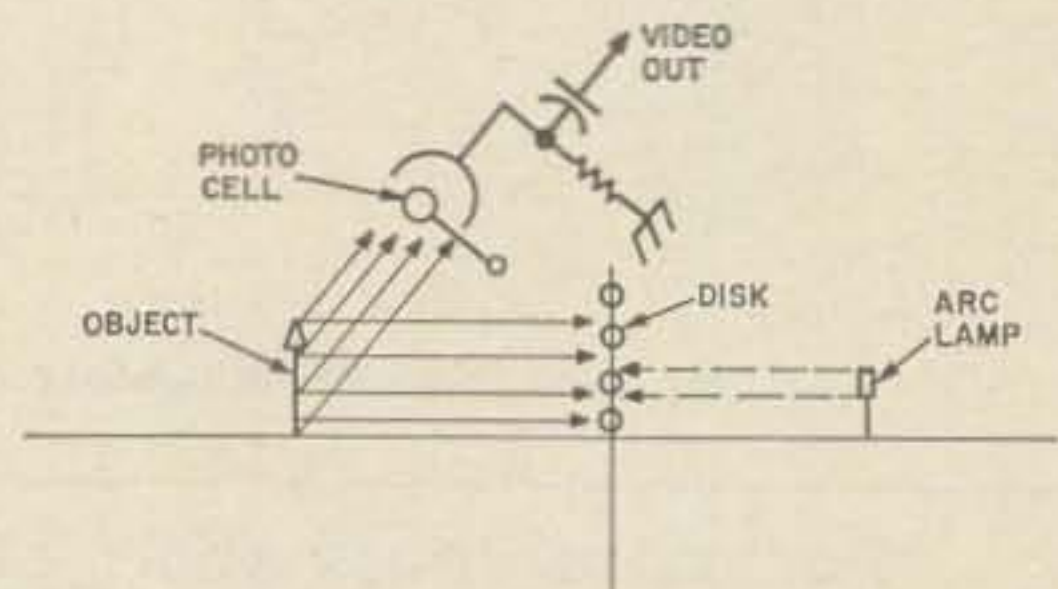 VIDEO
OUT
PHOTO
CELL
DISK
OBJECT
ARC
LAMP